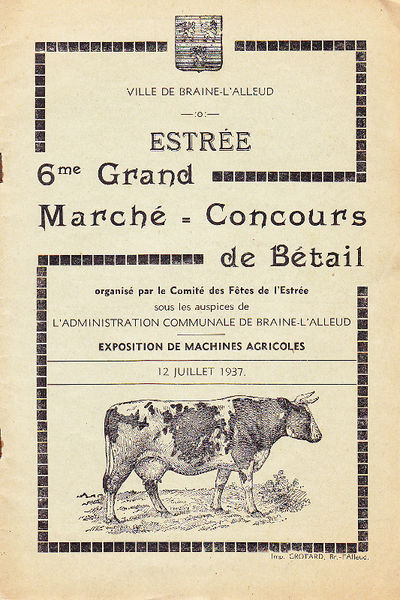 VILLE DE BRAINE-L'ALLEUD
—:o:—
ESTRÉE
6me Grand
Marché = Concours
de Bétail
organisé par le Comité des Fêtes de l'Estrée
sous les auspices de
L'ADMINISTRATION COMMUNALE DE BRAINE-L'ALLEUD
EXPOSITION DE MACHINES AGRICOLES
12 JUILLET 1937.
Imp. CROTARD, Br.-l'Alleud.